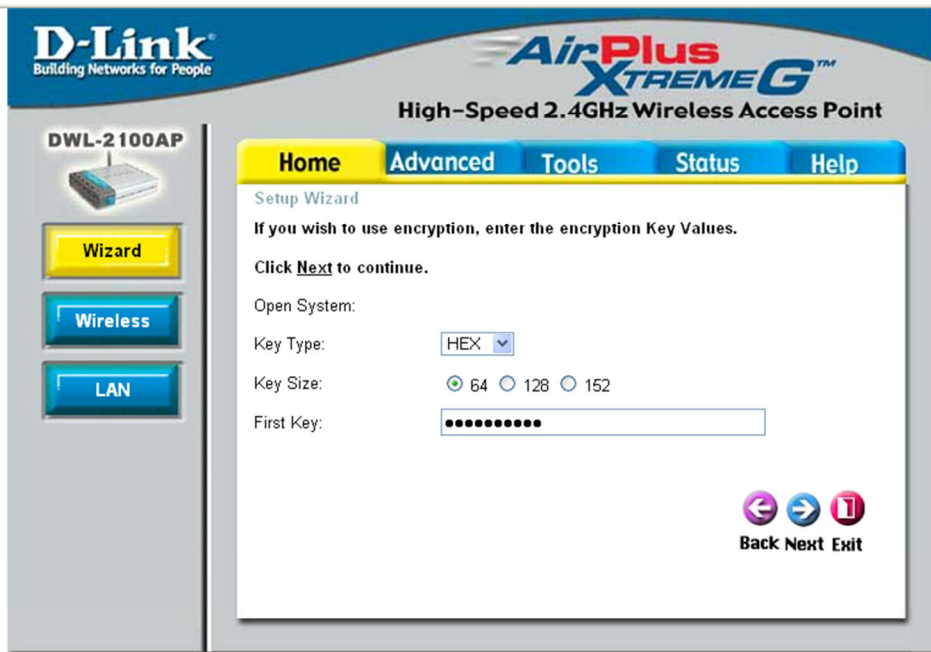 D-Link
Building Networks for People
AirPlus
XTREME G™
High-Speed 2.4GHz Wireless Access Point
DWL-2100AP
Home Advanced Tools Status Help
Wizard
Wireless
LAN
Setup Wizard
If you wish to use encryption, enter the encryption Key Values.
Click Next to continue.
Open System:
Key Type: HEX
Key Size: 64 128 152
First Key: ●●●●●●●●●●
Back Next Exit